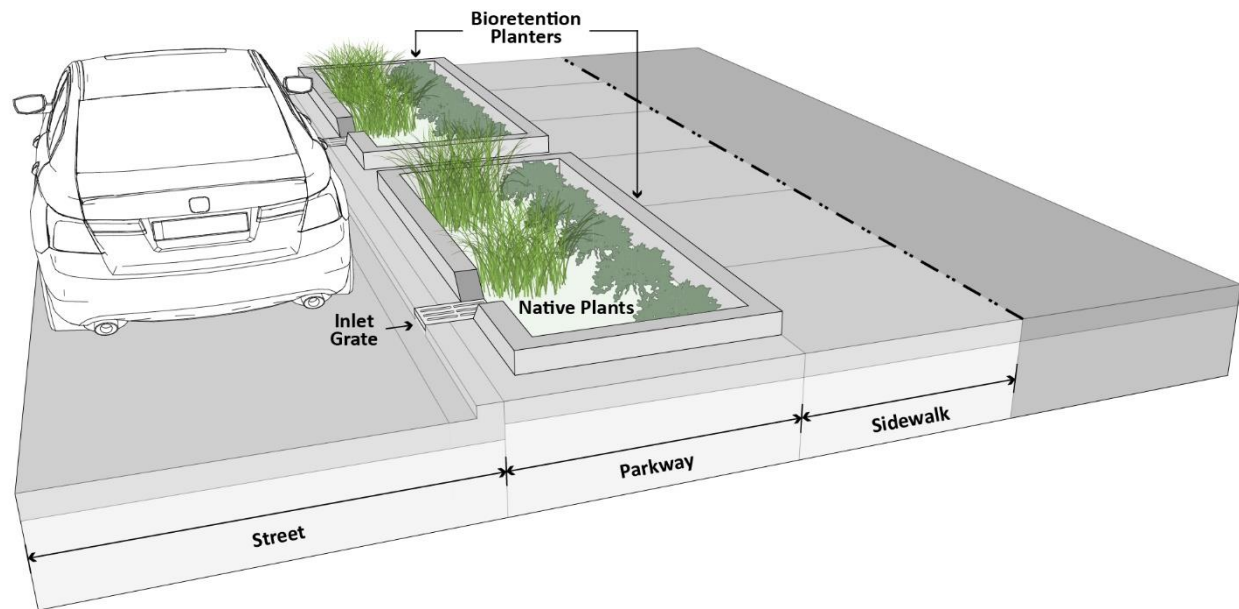 Bioretention
Planters
Native Plants
Inlet
Grate
Sidewalk
Parkway
Street